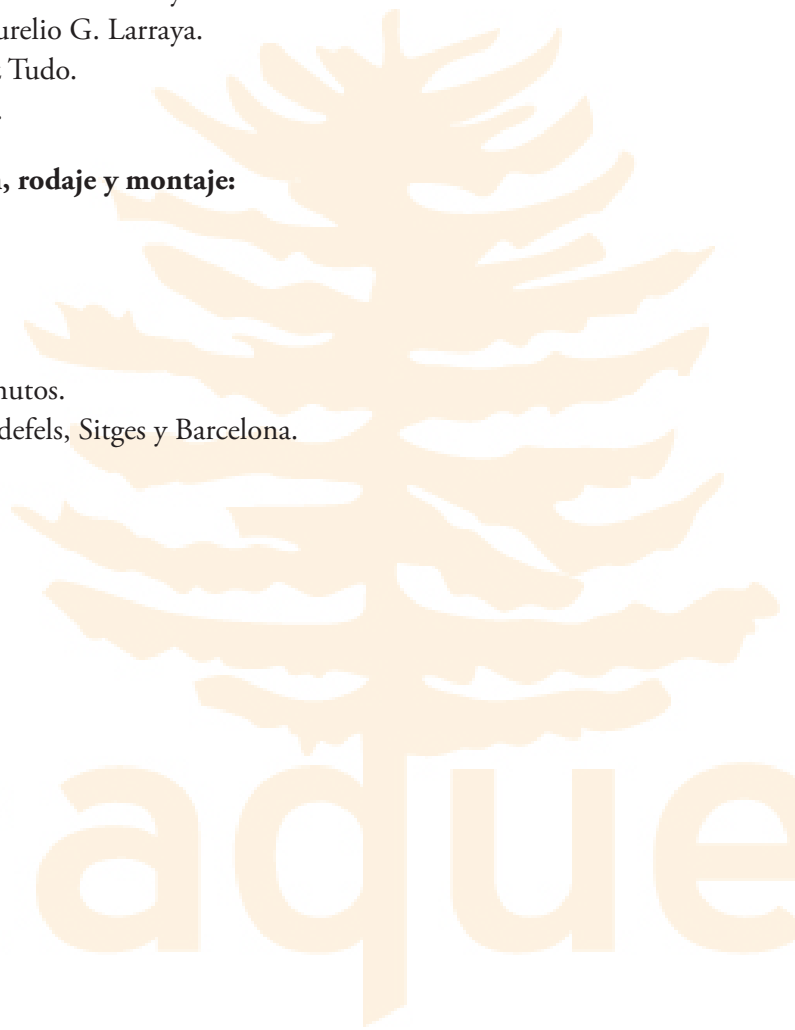 urelio G. Larraya.
Tudo.
, rodaje y montaje:
nutos.
defels, Sitges y Barcelona.
aque